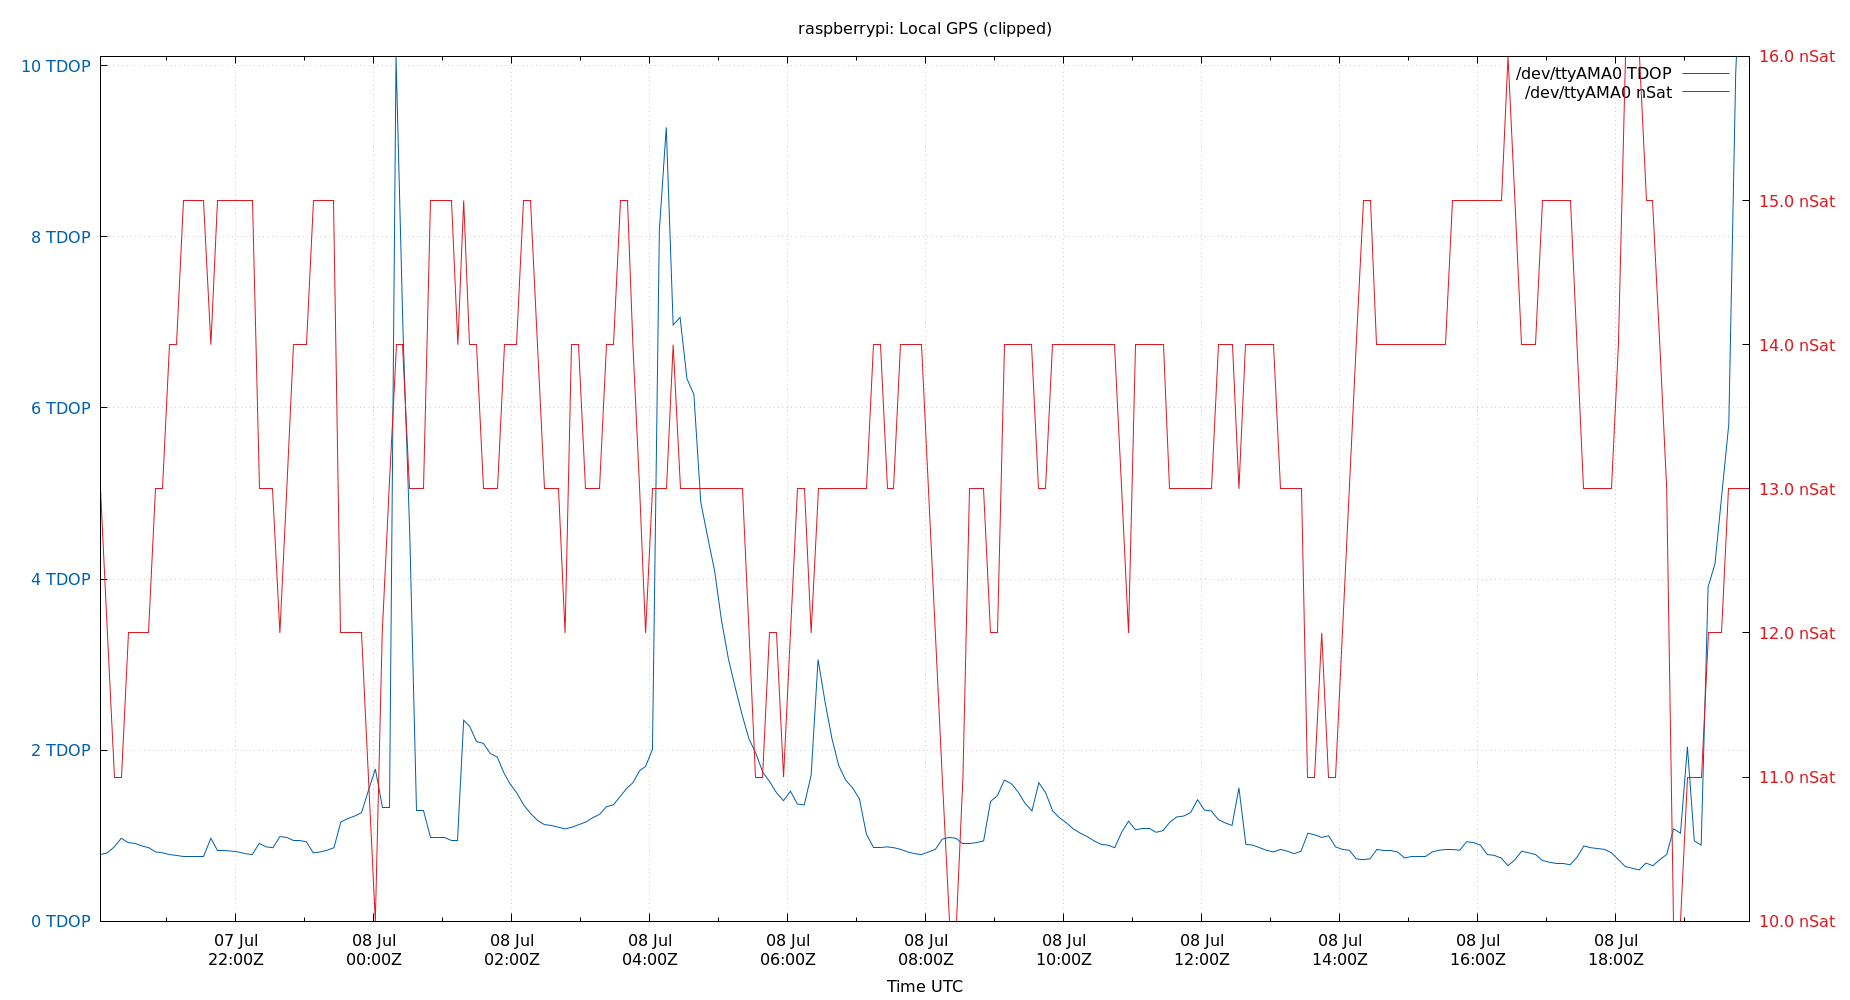 raspberrypi: Local GPS (clipped)
10 TDOP
8 TDOP
6 TDOP
4 TDOP
2 TDOP
0 TDOP
16.0 nSat
15.0 nSat
14.0 nSat
13.0 nSat
12.0 nSat
11.0 nSat
10.0 nSat
/dev/ttyAMA0 TDOP
/dev/ttyAMA0 nSat
07 Jul 08 Jul 08 Jul 08 Jul 08 Jul 08 Jul 08 Jul 08 Jul 08 Jul 08 Jul 08 Jul
22:00Z 00:00Z 02:00Z 04:00Z 06:00Z 08:00Z 10:00Z 12:00Z 14:00Z 16:00Z 18:00Z
Time UTC